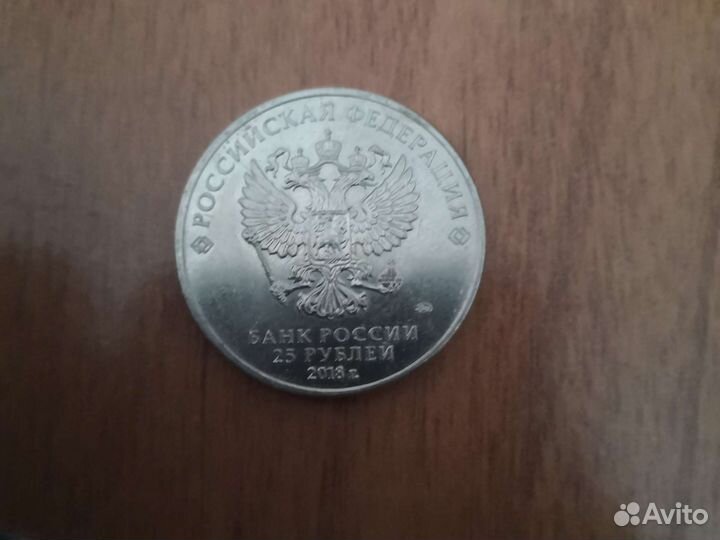 РОССИЙСКАЯ ФЕДЕРАЦИЯ
БАНК РОССИИ
25 РУБЛЕЙ
2018 г.
Avito